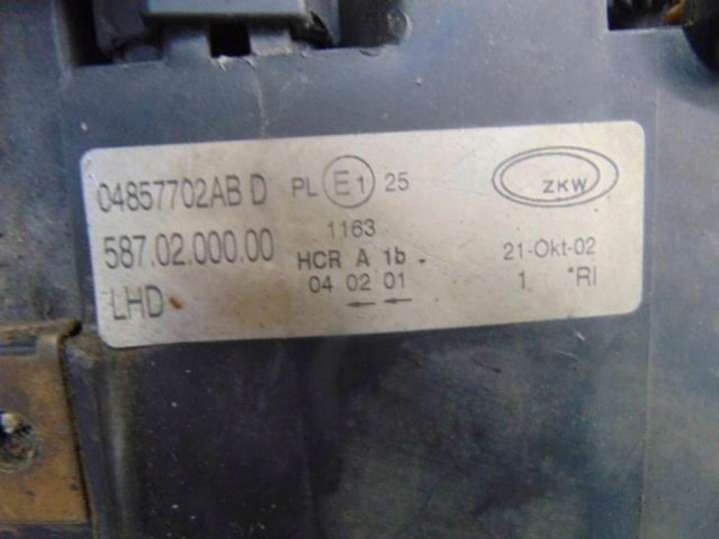 04857702AB D PL E1 25 ZKW
587.02.000.00 1163
HCR A 1b - 21-Okt-02
LHD 04 02 01 1 *RI
← ←